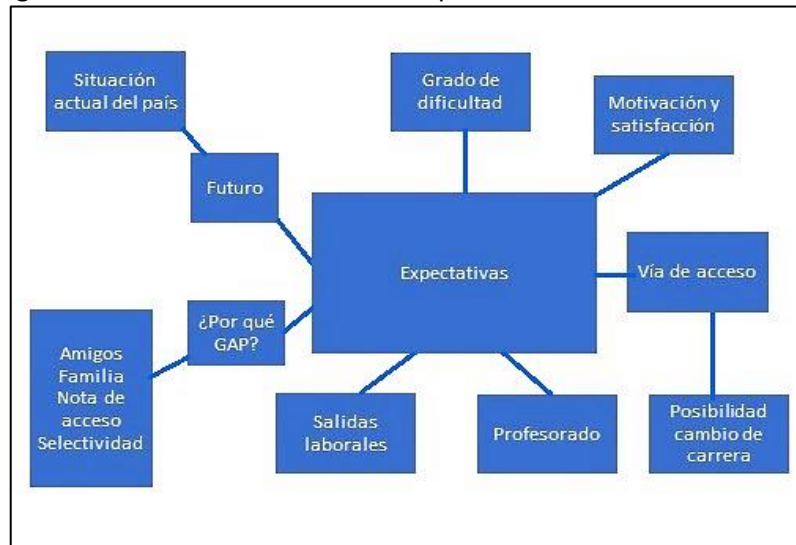 Situación
actual del país
Grado de
dificultad
Motivación y
satisfacción
Futuro
Expectativas
Vía de acceso
¿Por qué
GAP?
Amigos
Familia
Nota de
acceso
Selectividad
Salidas
laborales
Profesorado
Posibilidad
cambio de
carrera